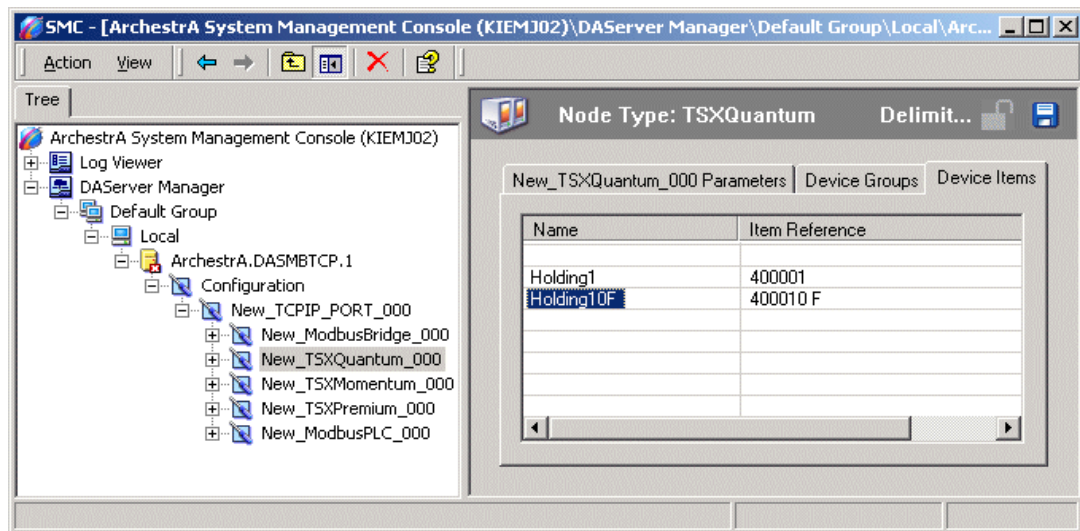 SMC - [ArchestrA System Management Console (KIEMJ02)\DAServer Manager\Default Group\Local\Arc...
Action View
Tree
ArchestrA System Management Console (KIEMJ02)
Log Viewer
DAServer Manager
Default Group
Local
ArchestrA.DASMBTCP.1
Configuration
New_TCPIP_PORT_000
New_ModbusBridge_000
New_TSXQuantum_000
New_TSXMomentum_000
New_TSXPremium_000
New_ModbusPLC_000
Node Type: TSXQuantum Delimit...
New_TSXQuantum_000 Parameters Device Groups Device Items
Name Item Reference
Holding1 400001
Holding10F 400010 F